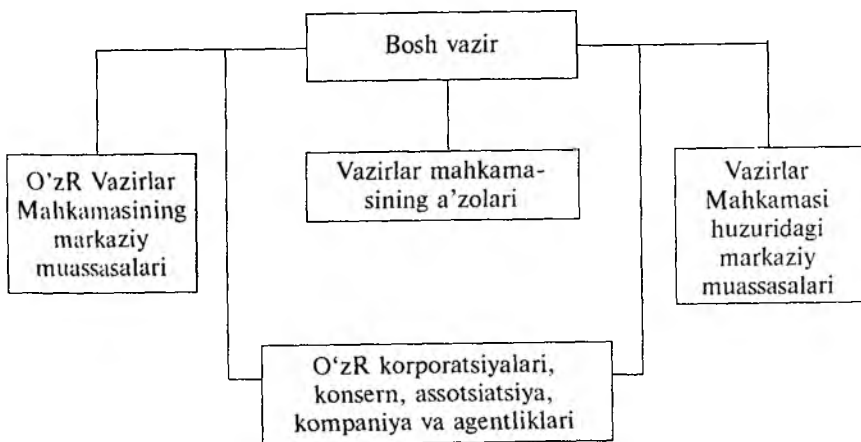 Bosh vazir
O'zR Vazirlar
Mahkamasining
markaziy
muassasalari
Vazirlar mahkama-
sining a'zolari
Vazirlar
Mahkamasi
huzuridagi
markaziy
muassasalari
O‘zR korporatsiyalari,
konsern, assotsiatsiya,
kompaniya va agentliklari